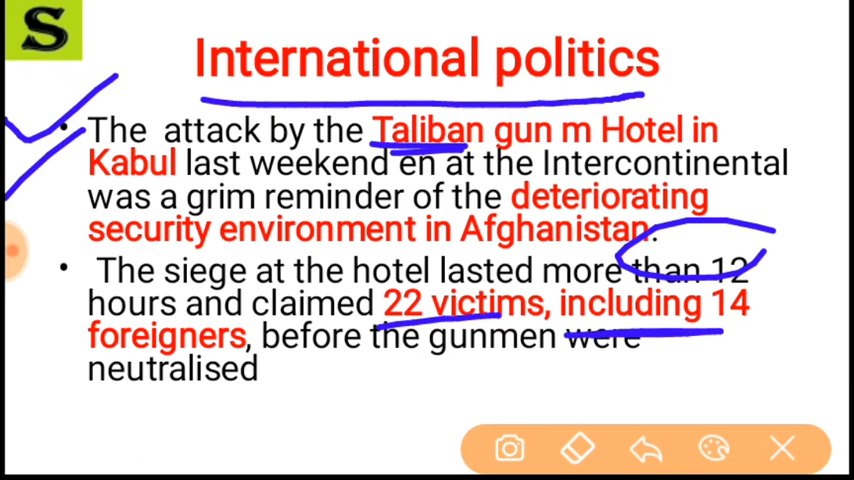 S
International politics
• The attack by the Taliban gun m Hotel in
Kabul last weekend en at the Intercontinental
was a grim reminder of the deteriorating
security environment in Afghanistan.
• The siege at the hotel lasted more than 12
hours and claimed 22 victims, including 14
foreigners, before the gunmen were
neutralised